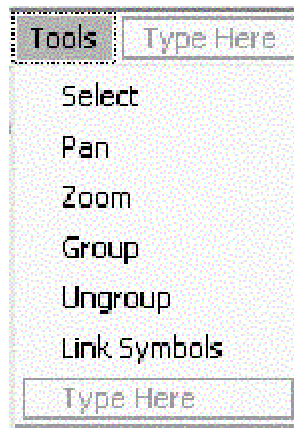 Tools Type Here
Select
Pan
Zoom
Group
Ungroup
Link Symbols
Type Here